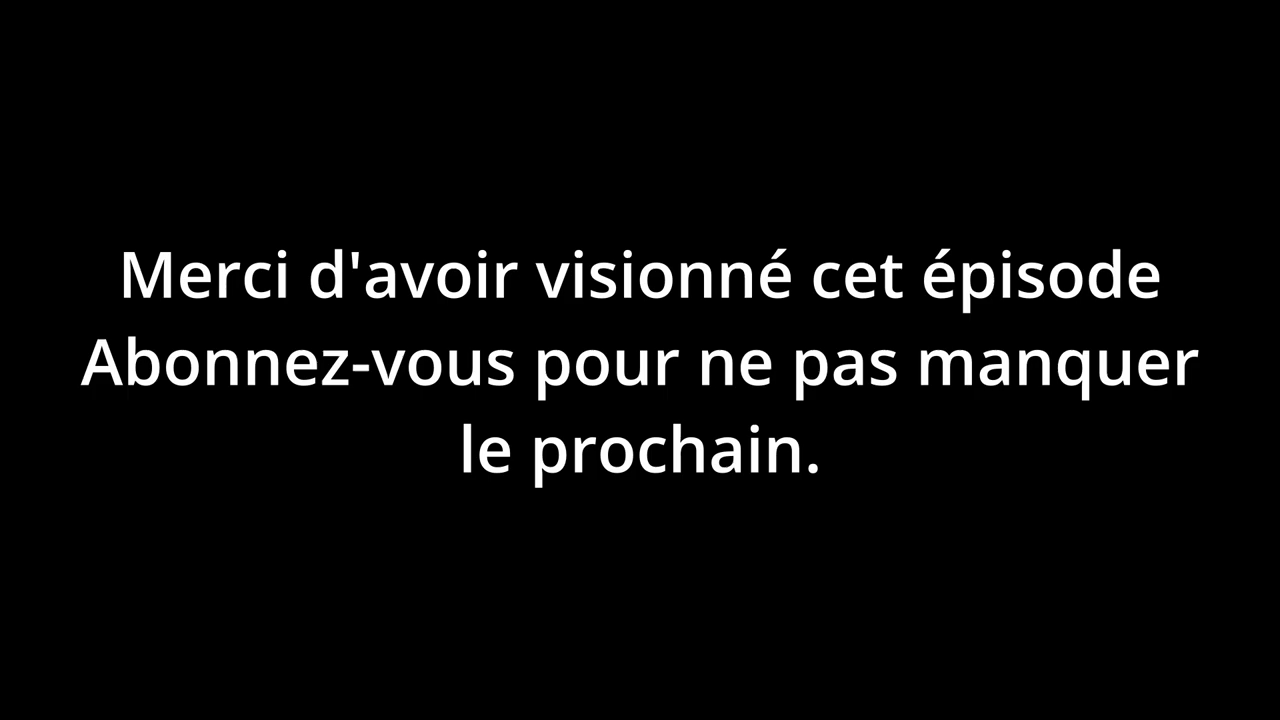 Merci d'avoir visionné cet épisode
Abonnez-vous pour ne pas manquer
le prochain.